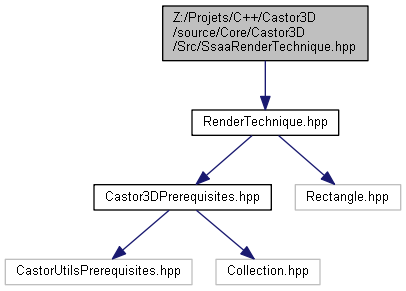 Z:/Projets/C++/Castor3D
/source/Core/Castor3D
/Src/SsaaRenderTechnique.hpp
RenderTechnique.hpp
Castor3DPrerequisites.hpp
Rectangle.hpp
CastorUtilsPrerequisites.hpp
Collection.hpp